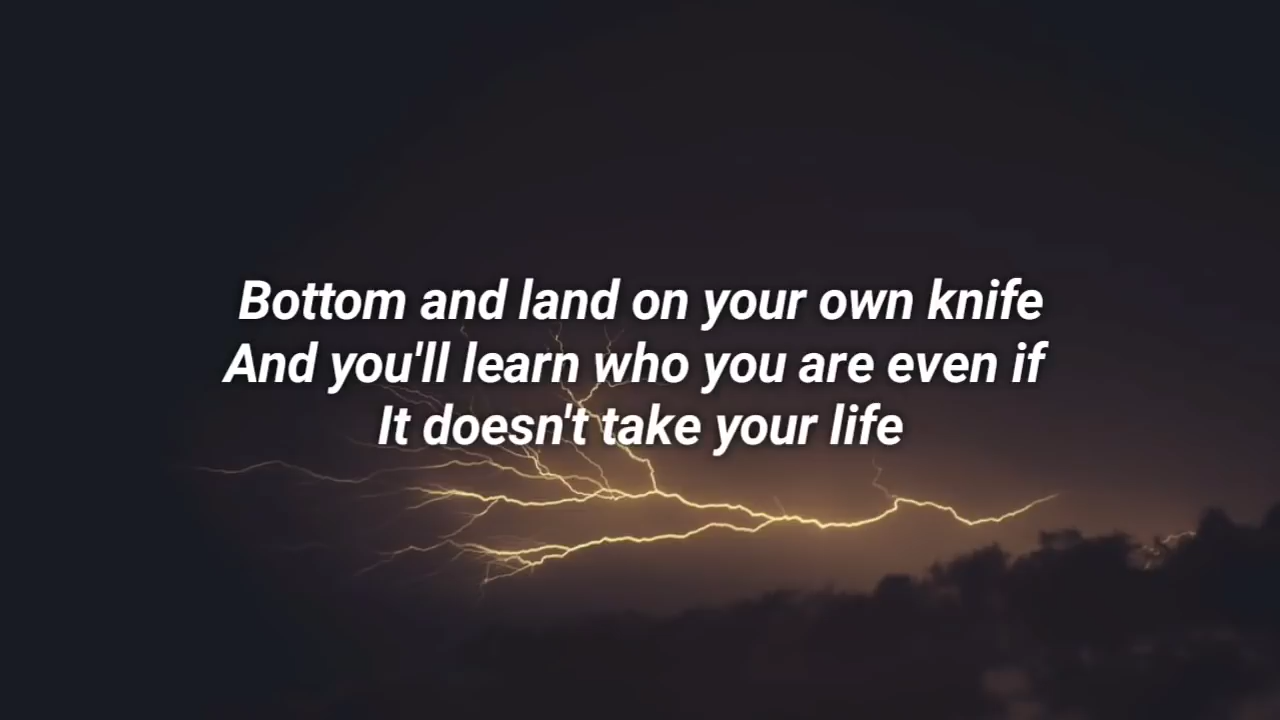 Bottom and land on your own knife
And you'll learn who you are even if
It doesn't take your life